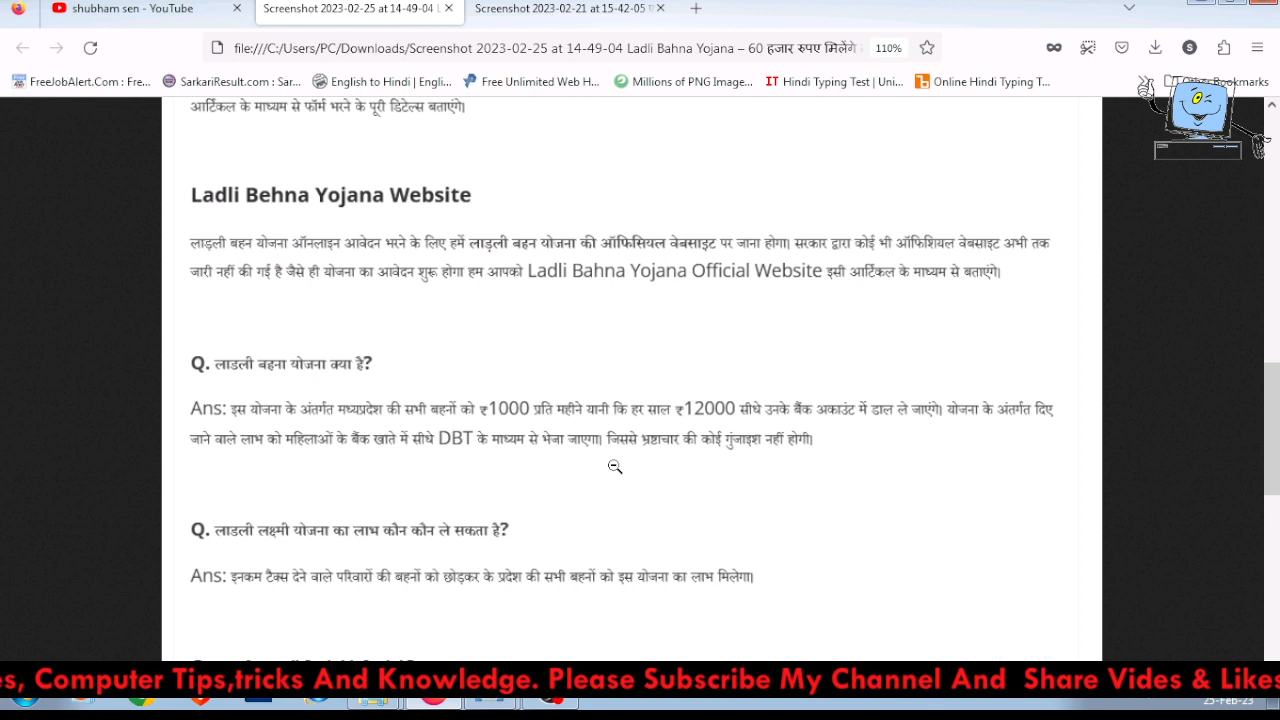 shubham sen - YouTube
Screenshot 2023-02-25 at 14-49-04 L
Screenshot 2023-02-21 at 15-42-05 
file:///C:/Users/PC/Downloads/Screenshot 2023-02-25 at 14-49-04 Ladli Bahna Yojana – 60 हजार रुपए मिलेंगे
110%
FreeJobAlert.Com : Fre...
SarkariResult.com : Sar...
English to Hindi | Engli...
Free Unlimited Web H...
Millions of PNG Image...
Hindi Typing Test | Uni...
Online Hindi Typing T...
Other Bookmarks
आर्टिकल के माध्यम से फॉर्म भरने के पूरी डिटेल्स बताएंगे।
Ladli Behna Yojana Website
लाड़ली बहन योजना ऑनलाइन आवेदन भरने के लिए हमें लाड़ली बहन योजना की ऑफिसियल वेबसाइट पर जाना होगा। सरकार द्वारा कोई भी ऑफिशियल वेबसाइट अभी तक
जारी नहीं की गई है जैसे ही योजना का आवेदन शुरू होगा हम आपको Ladli Bahna Yojana Official Website इसी आर्टिकल के माध्यम से बताएंगे।
Q. लाडली बहना योजना क्या है?
Ans: इस योजना के अंतर्गत मध्यप्रदेश की सभी बहनों को ₹1000 प्रति महीने यानी कि हर साल ₹12000 सीधे उनके बैंक अकाउंट में डाल ले जाएंगे। योजना के अंतर्गत दिए
जाने वाले लाभ को महिलाओं के बैंक खाते में सीधे DBT के माध्यम से भेजा जाएगा। जिससे भ्रष्टाचार की कोई गुंजाइश नहीं होगी।
Q. लाडली लक्ष्मी योजना का लाभ कौन कौन ले सकता है?
Ans: इनकम टैक्स देने वाले परिवारों की बहनों को छोड़कर के प्रदेश की सभी बहनों को इस योजना का लाभ मिलेगा।
es, Computer Tips,tricks And Knowledge. Please Subscribe My Channel And Share Vides & Likes
25-Feb-23